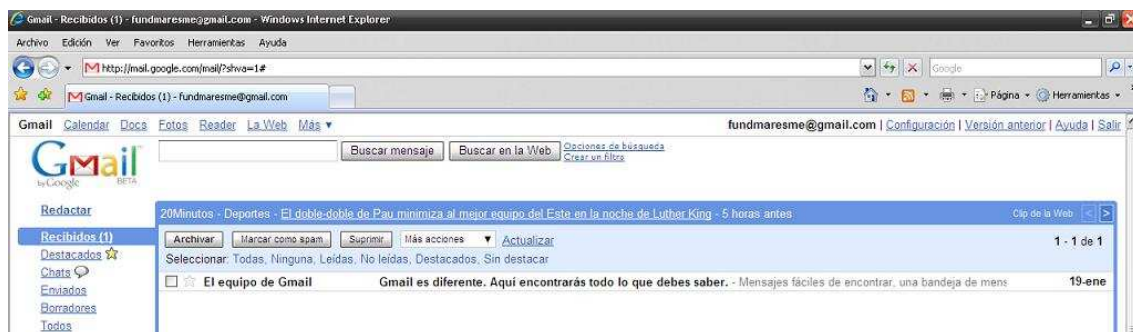 Gmail - Recibidos (1) - fundmaresme@gmail.com - Windows Internet Explorer
Archivo Edición Ver Favoritos Herramientas Ayuda
http://mail.google.com/mail/?shva=1#
Google
Gmail - Recibidos (1) - fundmaresme@gmail.com
Página Herramientas
Gmail Calendar Docs Fotos Reader La Web Más ▼ fundmaresme@gmail.com | Configuración | Versión anterior | Ayuda | Salir
Gmail by Google BETA
Buscar mensaje Buscar en la Web Opciones de búsqueda
Crear un filtro
Redactar
20Minutos - Deportes - El doble-doble de Pau minimiza al mejor equipo del Este en la noche de Luther King - 5 horas antes Clip de la Web < >
Recibidos (1)
Archivar Marcar como spam Suprimir Más acciones ▼ Actualizar 1 - 1 de 1
Destacados
Seleccionar: Todas, Ninguna, Leídas, No leídas, Destacados, Sin destacar
Chats
El equipo de Gmail Gmail es diferente. Aquí encontrarás todo lo que debes saber. - Mensajes fáciles de encontrar, una bandeja de mens 19-ene
Enviados
Borradores
Todos